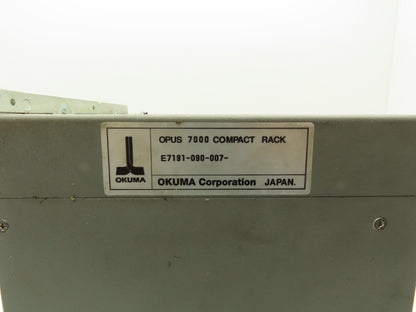 OPUS 7000 COMPACT RACK
E7191-090-007-
OKUMA
OKUMA Corporation JAPAN.